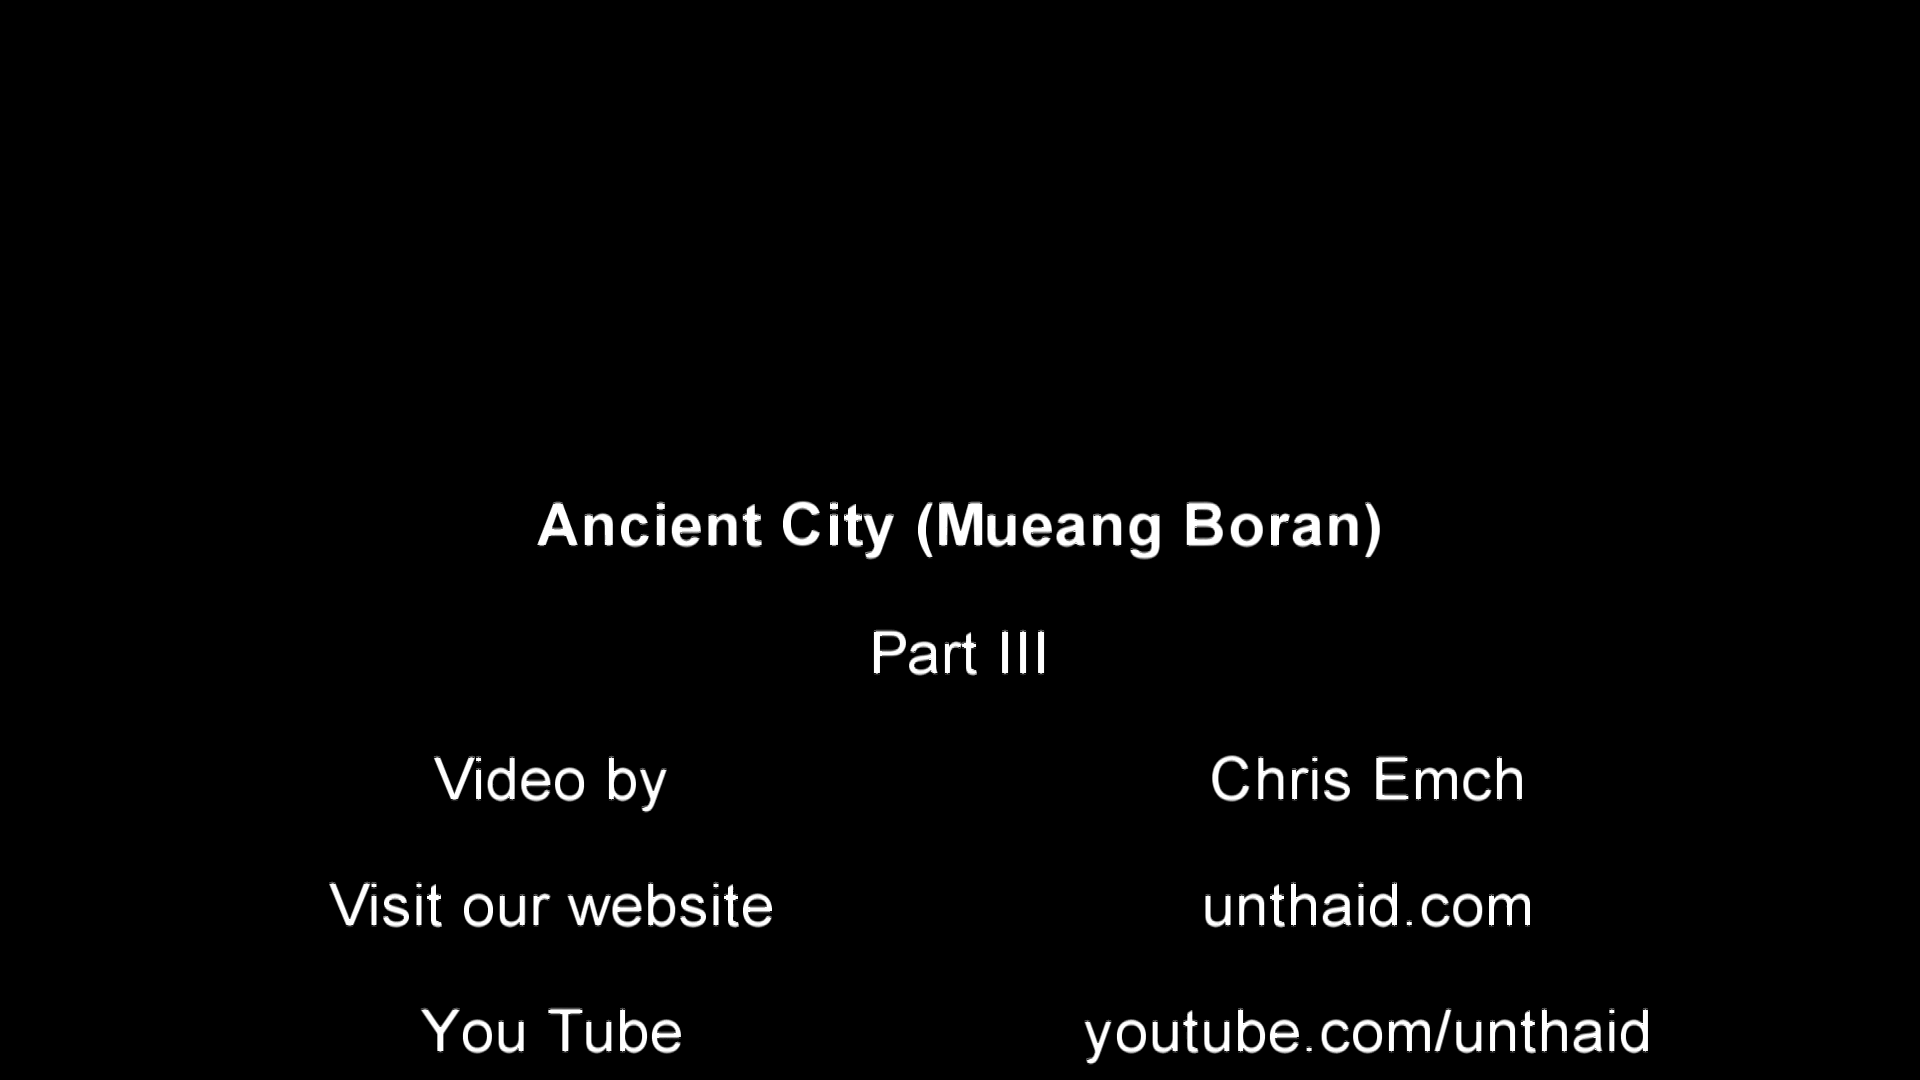 Ancient City (Mueang Boran)
Part III
Video by Chris Emch
Visit our website unthaid.com
You Tube youtube.com/unthaid